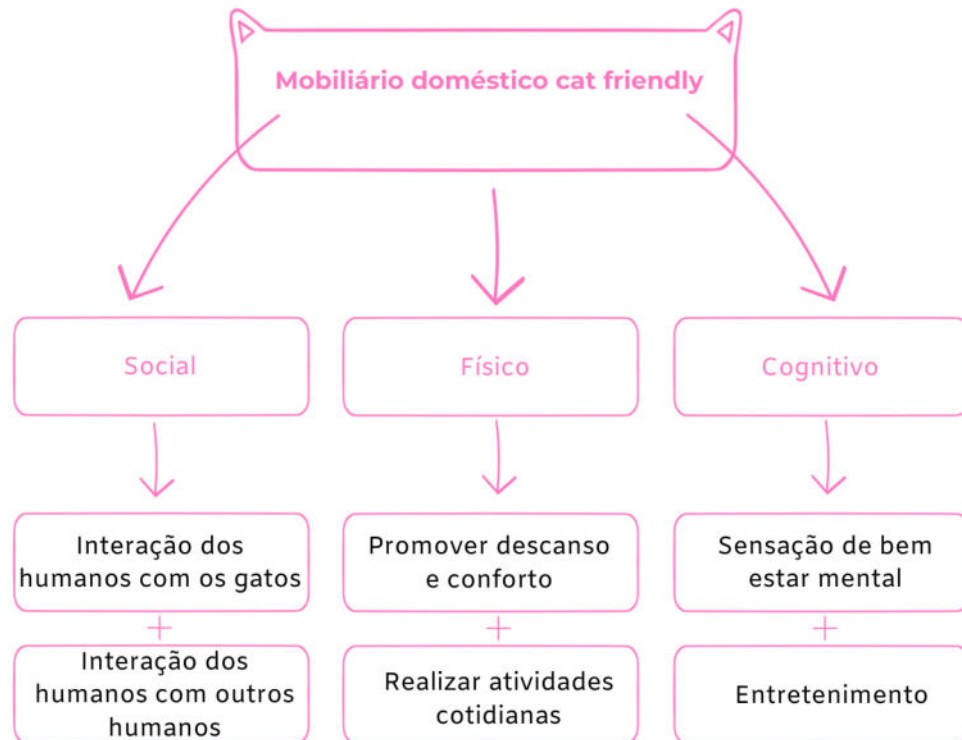 Mobiliário doméstico cat friendly
Social
Físico
Cognitivo
Interação dos
humanos com os gatos
Promover descanso
e conforto
Sensação de bem
estar mental
+
+
+
Interação dos
humanos com outros
humanos
Realizar atividades
cotidianas
Entretenimento